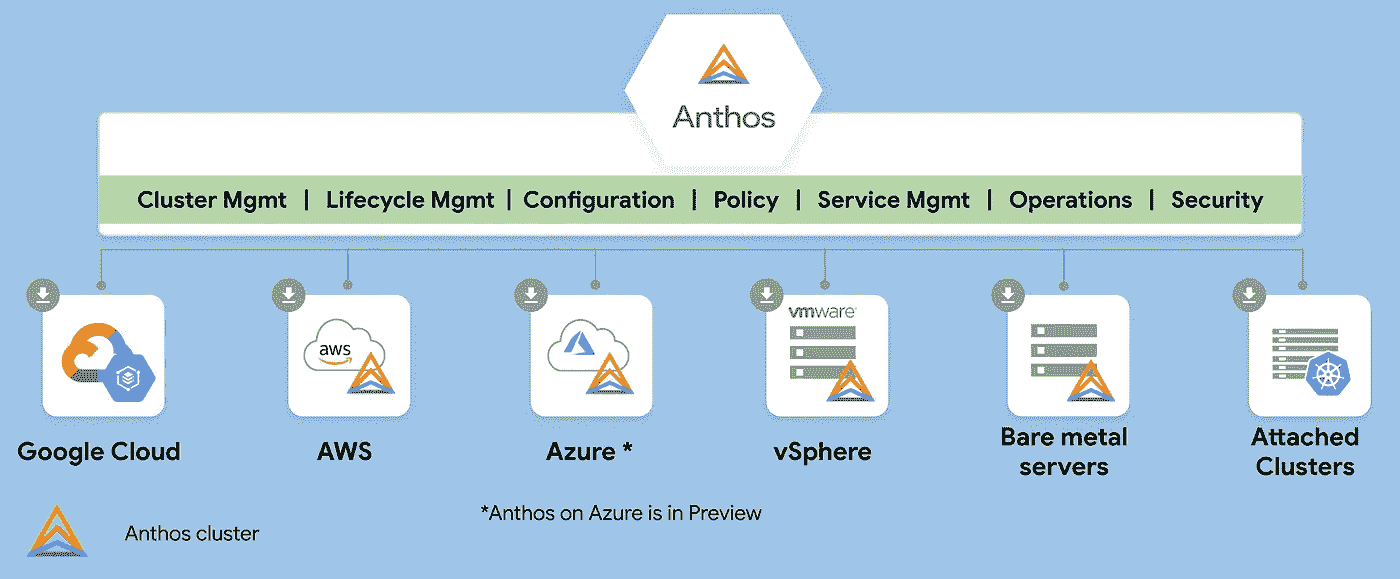 Anthos
Cluster Mgmt | Lifecycle Mgmt | Configuration | Policy | Service Mgmt | Operations | Security
aws
vmware®
Google Cloud
AWS
Azure *
vSphere
Bare metal
servers
Attached
Clusters
*Anthos on Azure is in Preview
Anthos cluster